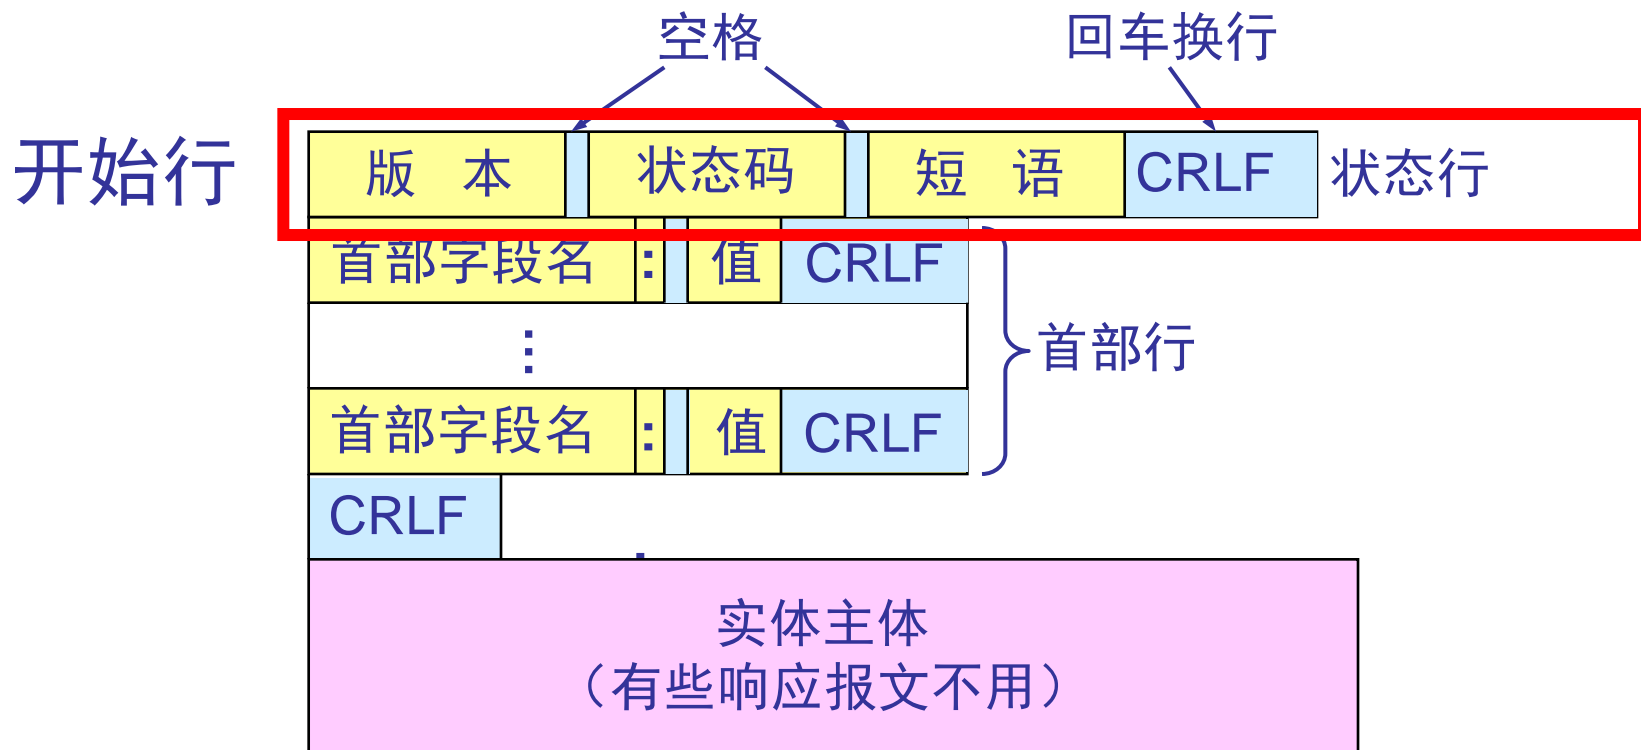 空格 回车换行
开始行 版 本 状态码 短 语 CRLF 状态行
首部字段名 : 值 CRLF
⋮
首部行
首部字段名 : 值 CRLF
CRLF
实体主体
（有些响应报文不用）